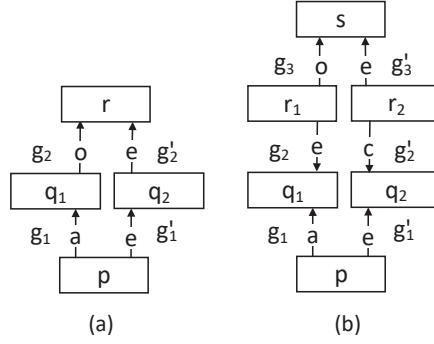 r
g2 o e g'2
q1 q2
g1 a e g'1
p
(a)
s
g3 o e g'3
r1 r2
g2 e c g'2
q1 q2
g1 a e g'1
p
(b)